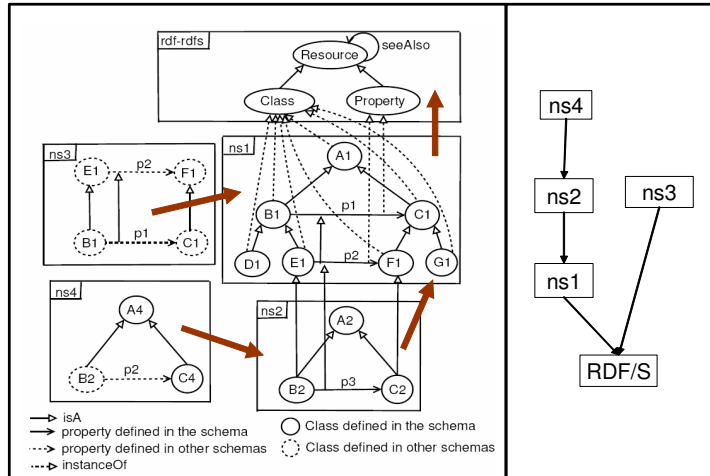 rdf-rdfs
Resource
seeAlso
Class
Property
ns3
E1
p2
F1
B1
p1
C1
ns1
A1
B1
p1
C1
D1
E1
p2
F1
G1
ns4
A4
B2
p2
C4
ns2
A2
B2
p3
C2
isA
property defined in the schema
property defined in other schemas
instanceOf
Class defined in the schema
Class defined in other schemas
ns4
ns2
ns3
ns1
RDF/S